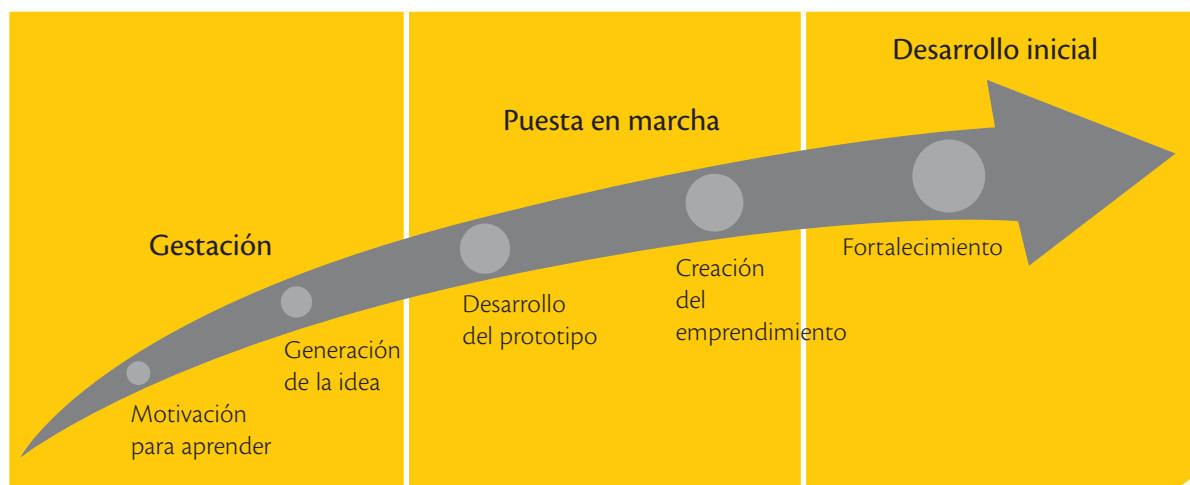 Gestación
Motivación
para aprender
Generación
de la idea
Puesta en marcha
Desarrollo
del prototipo
Creación
del
emprendimiento
Desarrollo inicial
Fortalecimiento